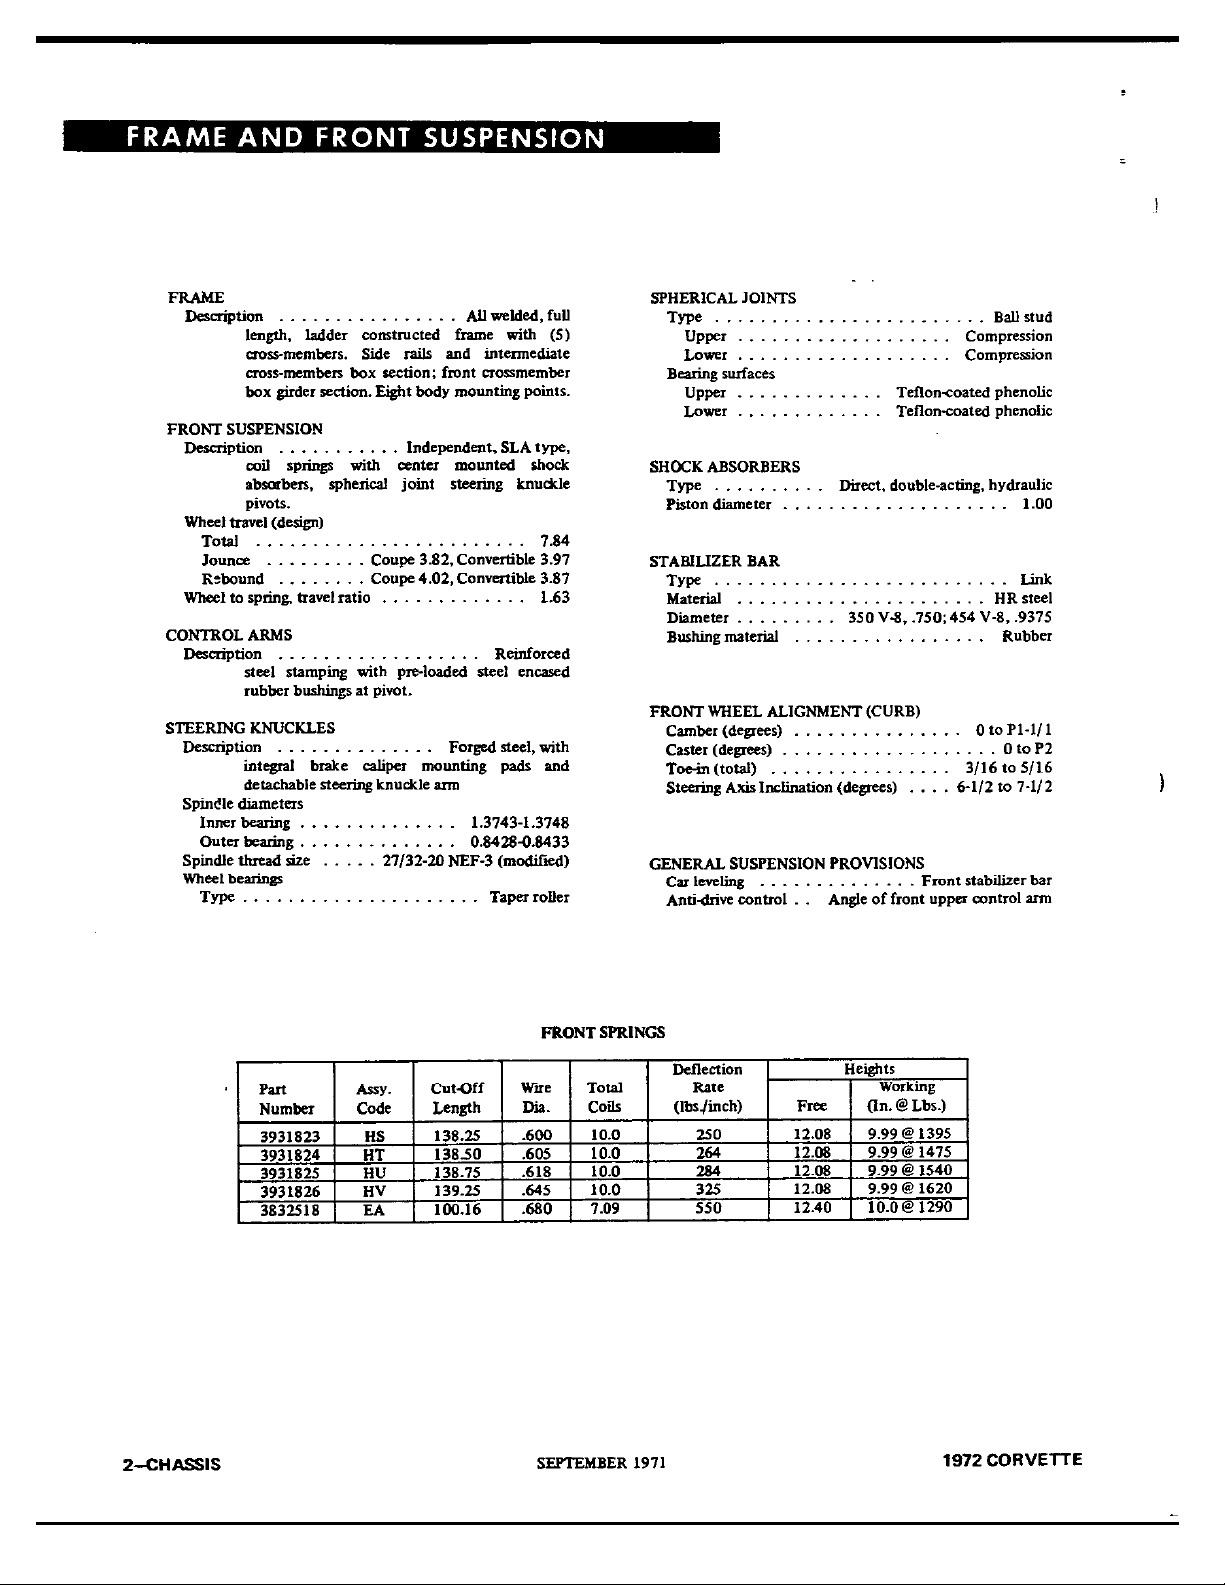 FRAME AND FRONT SUSPENSION
FRAME
Description . . . . . . . . . . . . . . . . All welded, full
length, ladder constructed frame with (5)
cross-members. Side rails and intermediate
cross-members box section; front crossmember
box girder section. Eight body mounting points.
FRONT SUSPENSION
Description . . . . . . . . . . . Independent, SLA type,
coil springs with center mounted shock
absorbers, spherical joint steering knuckle
pivots.
Wheel travel (design)
Total . . . . . . . . . . . . . . . . . . . . . . . . 7.84
Jounce . . . . . . . . . Coupe 3.82, Convertible 3.97
Rebound . . . . . . . . Coupe 4.02, Convertible 3.87
Wheel to spring, travel ratio . . . . . . . . . . . . . 1.63
CONTROL ARMS
Description . . . . . . . . . . . . . . . . . . Reinforced
steel stamping with pre-loaded steel encased
rubber bushings at pivot.
STEERING KNUCKLES
Description . . . . . . . . . . . . . . Forged steel, with
integral brake caliper mounting pads and
detachable steering knuckle arm
Spindle diameters
Inner bearing . . . . . . . . . . . . . . 1.3743-1.3748
Outer bearing . . . . . . . . . . . . . . 0.8428-0.8433
Spindle thread size . . . . . 27/32-20 NEF-3 (modified)
Wheel bearings
Type . . . . . . . . . . . . . . . . . . . . . Taper roller
SPHERICAL JOINTS
Type . . . . . . . . . . . . . . . . . . . . . . . . Ball stud
Upper . . . . . . . . . . . . . . . . . . . Compression
Lower . . . . . . . . . . . . . . . . . . . Compression
Bearing surfaces
Upper . . . . . . . . . . . . . Teflon-coated phenolic
Lower . . . . . . . . . . . . . Teflon-coated phenolic
SHOCK ABSORBERS
Type . . . . . . . . . . Direct, double-acting, hydraulic
Piston diameter . . . . . . . . . . . . . . . . . . . . 1.00
STABILIZER BAR
Type . . . . . . . . . . . . . . . . . . . . . . . . . . Link
Material . . . . . . . . . . . . . . . . . . . . . . HR steel
Diameter . . . . . . . . . 350 V-8, .750; 454 V-8, .9375
Bushing material . . . . . . . . . . . . . . . . . Rubber
FRONT WHEEL ALIGNMENT (CURB)
Camber (degrees) . . . . . . . . . . . . . . . 0 to P1-1/1
Caster (degrees) . . . . . . . . . . . . . . . . . . . 0 to P2
Toe-in (total) . . . . . . . . . . . . . . . . 3/16 to 5/16
Steering Axis Inclination (degrees) . . . . 6-1/2 to 7-1/2
GENERAL SUSPENSION PROVISIONS
Car leveling . . . . . . . . . . . . . . Front stabilizer bar
Anti-drive control . . Angle of front upper control arm
FRONT SPRINGS
Part Number Assy. Code Cut-Off Length Wire Dia. Total Coils Deflection Rate (lbs./inch) Heights Free Working (In. @ Lbs.)
3931823 HS 138.25 .600 10.0 250 12.08 9.99 @ 1395
3931824 HT 138.50 .605 10.0 264 12.08 9.99 @ 1475
3931825 HU 138.75 .618 10.0 284 12.08 9.99 @ 1540
3931826 HV 139.25 .645 10.0 325 12.08 9.99 @ 1620
3832518 EA 100.16 .680 7.09 550 12.40 10.0 @ 1290
2—CHASSIS SEPTEMBER 1971 1972 CORVETTE